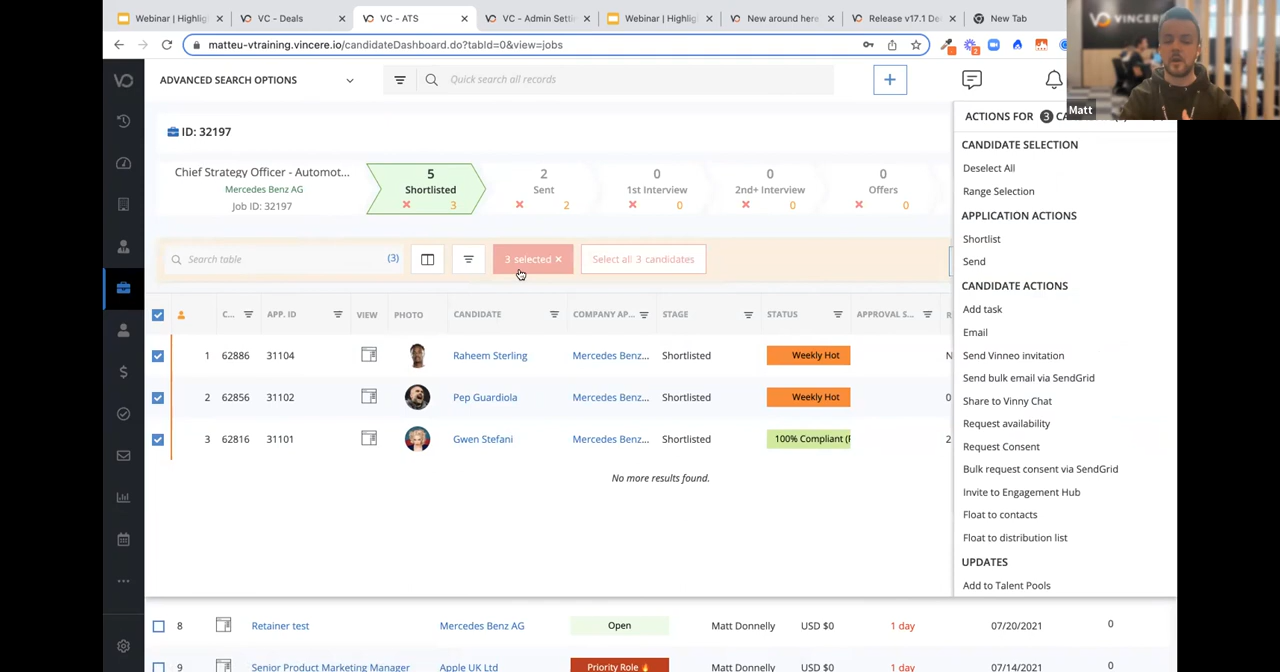 Webinar | Highlig
VC - Deals
VC - ATS
VC - Admin Setti
Webinar | Highlig
New around here
Release v17.1 De
New Tab
matteu-vtraining.vincere.io/candidateDashboard.do?tabId=0&view=jobs
VINCERE
Matt
ADVANCED SEARCH OPTIONS
Quick search all records
ID: 32197
ACTIONS FOR 3
Chief Strategy Officer - Automot...
Mercedes Benz AG
Job ID: 32197
5
Shortlisted
3
2
Sent
2
0
1st Interview
0
0
2nd+ Interview
0
0
Offers
0
Search table (3)
3 selected ×
Select all 3 candidates
C... APP. ID VIEW PHOTO CANDIDATE COMPANY AP... STAGE STATUS APPROVAL S...
1 62886 31104 Raheem Sterling Mercedes Benz... Shortlisted Weekly Hot
2 62856 31102 Pep Guardiola Mercedes Benz... Shortlisted Weekly Hot
3 62816 31101 Gwen Stefani Mercedes Benz... Shortlisted 100% Compliant
No more results found.
CANDIDATE SELECTION
Deselect All
Range Selection
APPLICATION ACTIONS
Shortlist
Send
CANDIDATE ACTIONS
Add task
Email
Send Vinneo invitation
Send bulk email via SendGrid
Share to Vinny Chat
Request availability
Request Consent
Bulk request consent via SendGrid
Invite to Engagement Hub
Float to contacts
Float to distribution list
UPDATES
Add to Talent Pools
8 Retainer test Mercedes Benz AG Open Matt Donnelly USD $0 1 day 07/20/2021 0
9 Senior Product Marketing Manager Apple UK Ltd Priority Role Matt Donnelly USD $0 1 day 07/14/2021 0